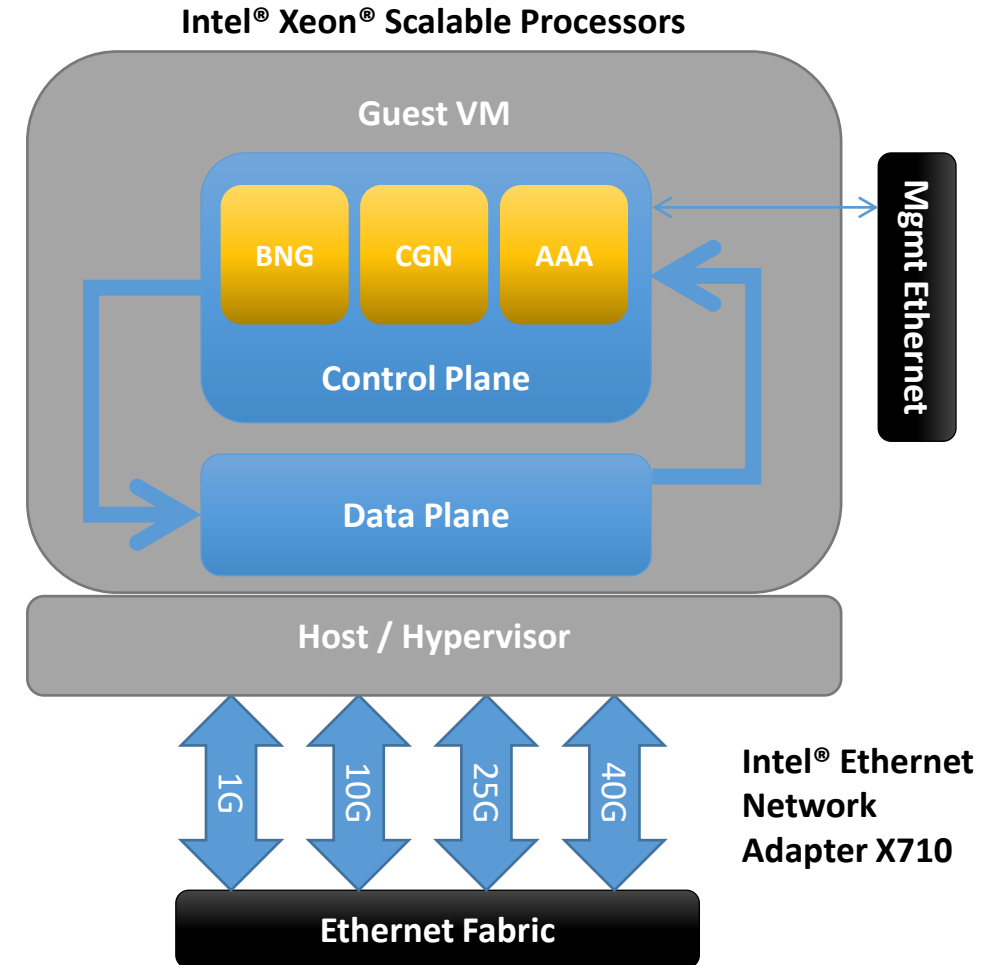 Intel® Xeon® Scalable Processors
Guest VM
BNG
CGN
AAA
Control Plane
Mgmt Ethernet
Data Plane
Host / Hypervisor
1G
10G
25G
40G
Intel® Ethernet
Network
Adapter X710
Ethernet Fabric